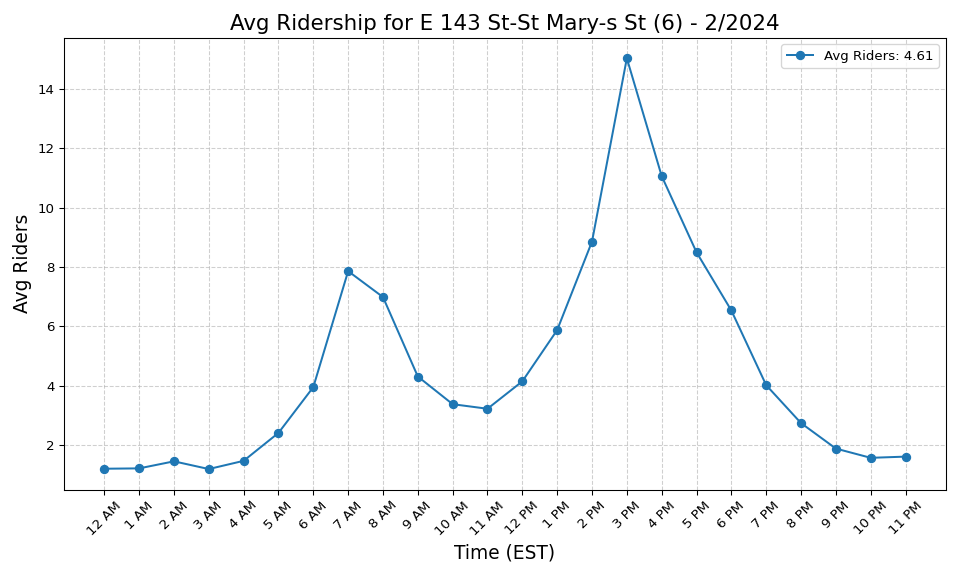 Avg Ridership for E 143 St-St Mary-s St (6) - 2/2024
Avg Riders: 4.61
Avg Riders
14
12
10
8
6
4
2
12 AM
1 AM
2 AM
3 AM
4 AM
5 AM
6 AM
7 AM
8 AM
9 AM
10 AM
11 AM
12 PM
1 PM
2 PM
3 PM
4 PM
5 PM
6 PM
7 PM
8 PM
9 PM
10 PM
11 PM
Time (EST)